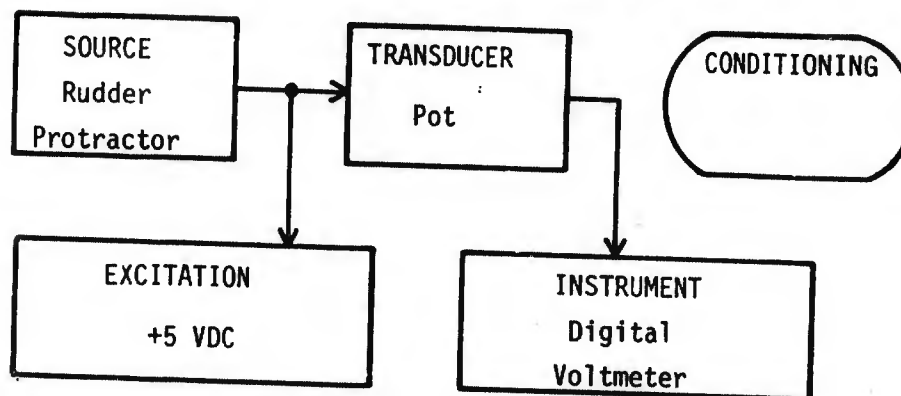 SOURCE
Rudder
Protractor
TRANSDUCER
Pot
CONDITIONING
EXCITATION
+5 VDC
INSTRUMENT
Digital
Voltmeter